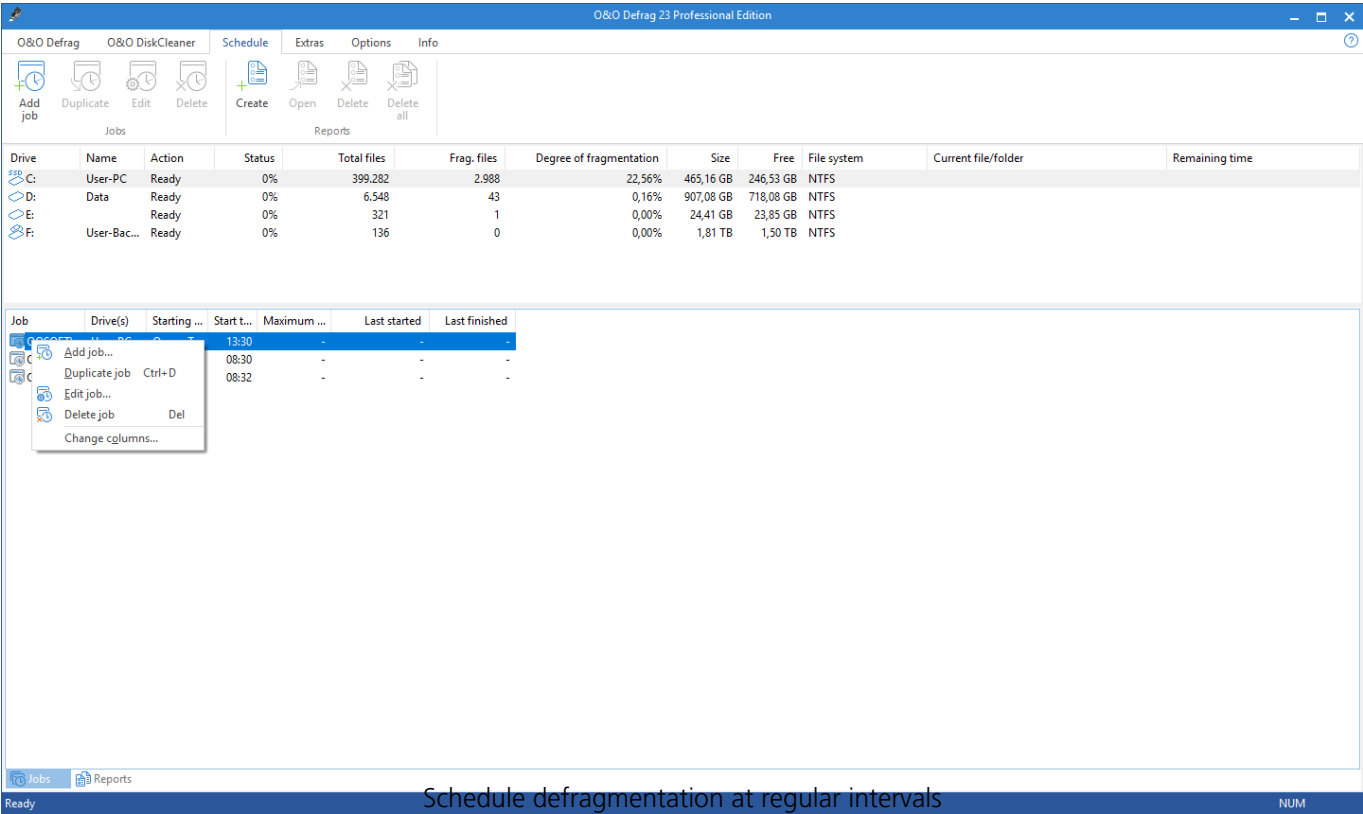 O&O Defrag 23 Professional Edition
O&O Defrag O&O DiskCleaner Schedule Extras Options Info
Add job Duplicate Edit Delete Create Open Delete Delete all
Jobs Reports
Drive Name Action Status Total files Frag. files Degree of fragmentation Size Free File system Current file/folder Remaining time
SSD C: User-PC Ready 0% 399.282 2.988 22,56% 465,16 GB 246,53 GB NTFS
D: Data Ready 0% 6.548 43 0,16% 907,08 GB 718,08 GB NTFS
E: Ready 0% 321 1 0,00% 24,41 GB 23,85 GB NTFS
F: User-Bac... Ready 0% 136 0 0,00% 1,81 TB 1,50 TB NTFS
Job Drive(s) Starting ... Start t... Maximum ... Last started Last finished
13:30 - - -
08:30 - - -
08:32 - - -
Add job...
Duplicate job Ctrl+D
Edit job...
Delete job Del
Change columns...
Jobs Reports
Schedule defragmentation at regular intervals
Ready NUM